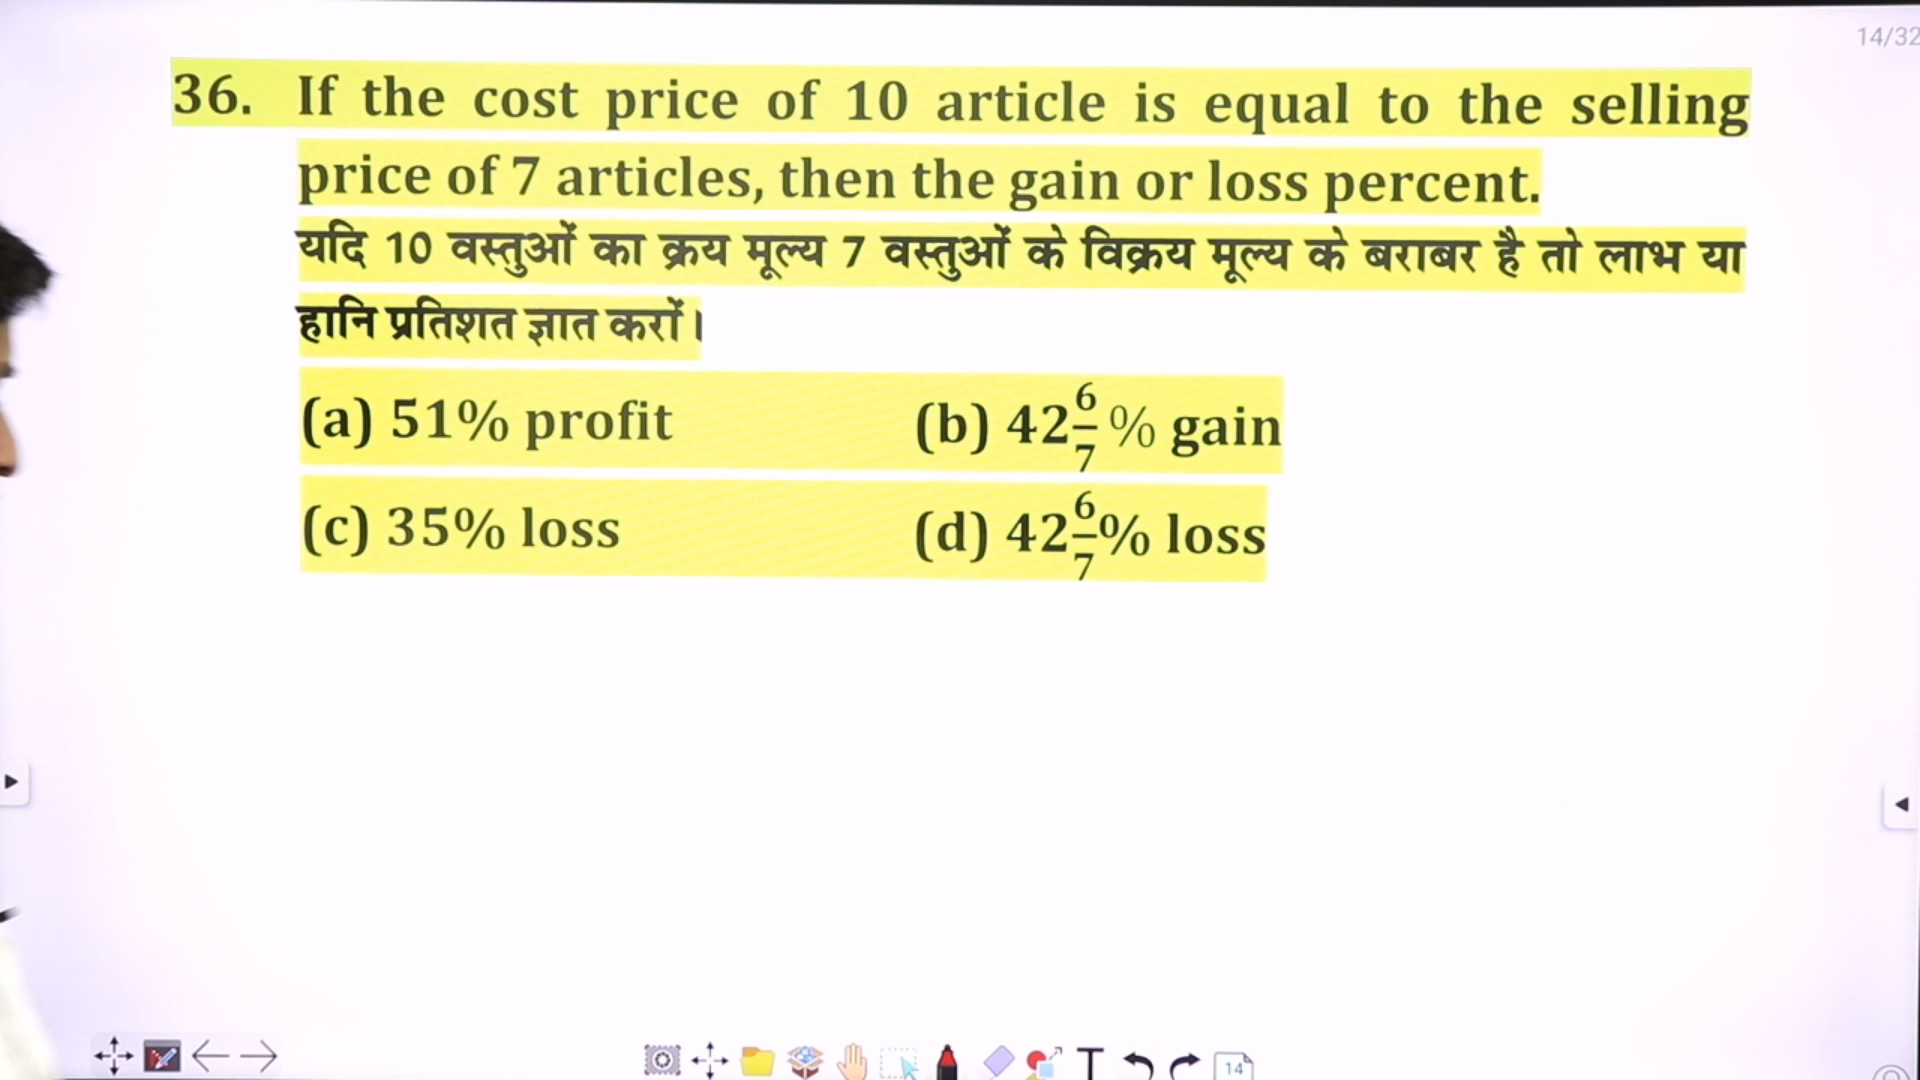 14/32
36. If the cost price of 10 article is equal to the selling
price of 7 articles, then the gain or loss percent.
यदि 10 वस्तुओं का क्रय मूल्य 7 वस्तुओं के विक्रय मूल्य के बराबर है तो लाभ या
हानि प्रतिशत ज्ञात करों।
(a) 51% profit (b) 42 6/7 % gain
(c) 35% loss (d) 42 6/7% loss
T 14